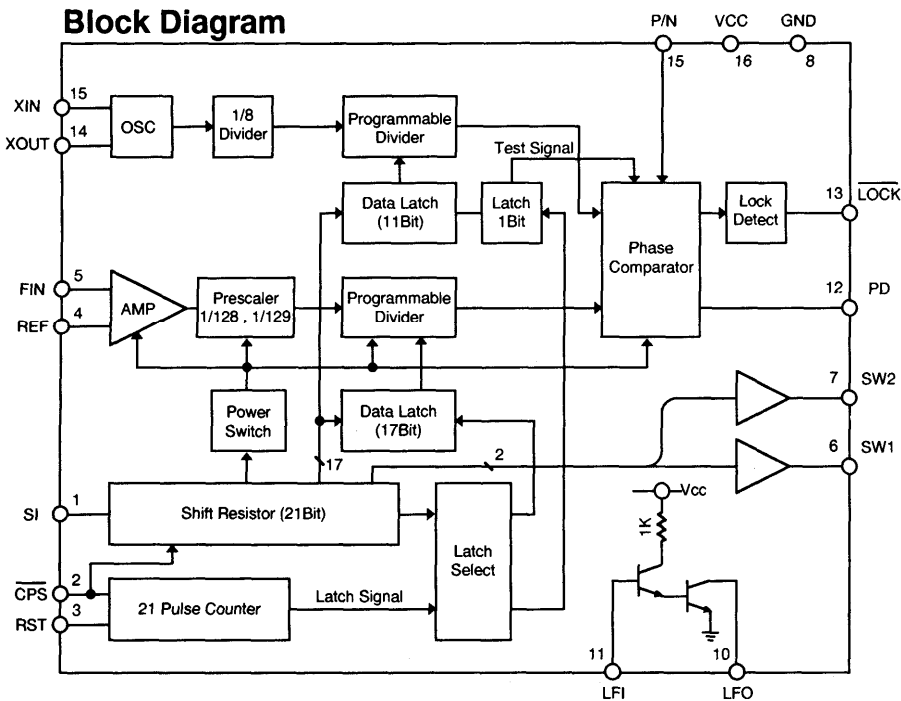 Block Diagram
P/N
VCC
GND
15
16
8
XIN
15
XOUT
14
OSC
1/8
Divider
Programmable
Divider
Test Signal
Data Latch
(11Bit)
Latch
1Bit
Phase
Comparator
Lock
Detect
13
LOCK
FIN
5
REF
4
AMP
Prescaler
1/128 , 1/129
Programmable
Divider
12
PD
Power
Switch
Data Latch
(17Bit)
7
SW2
17
2
6
SW1
SI
1
Shift Resistor (21Bit)
Latch
Select
Vcc
1K
CPS
2
RST
3
21 Pulse Counter
Latch Signal
11
10
LFI
LFO